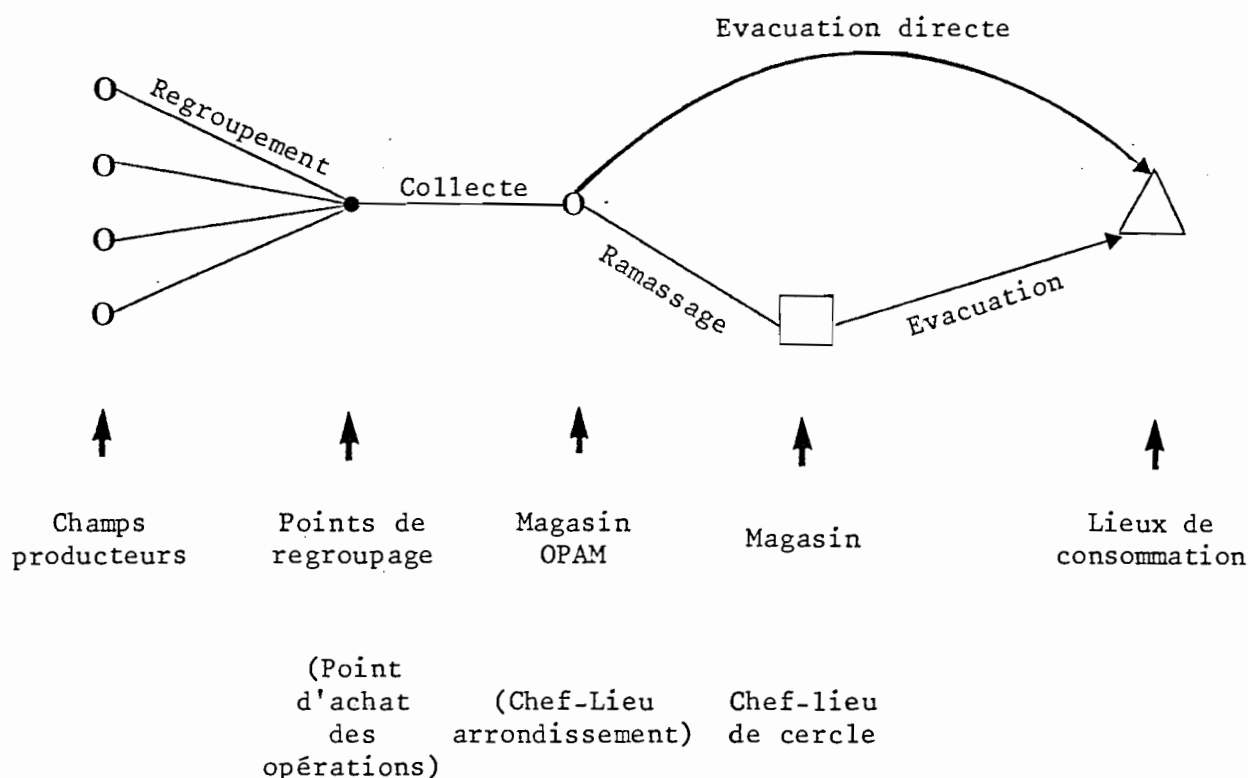 Evacuation directe
Regroupement
Collecte
Ramassage
Evacuation
Champs
producteurs
Points de
regroupage
Magasin
OPAM
Magasin
Lieux de
consommation
(Point
d'achat
des
opérations)
(Chef-Lieu
arrondissement)
Chef-lieu
de cercle